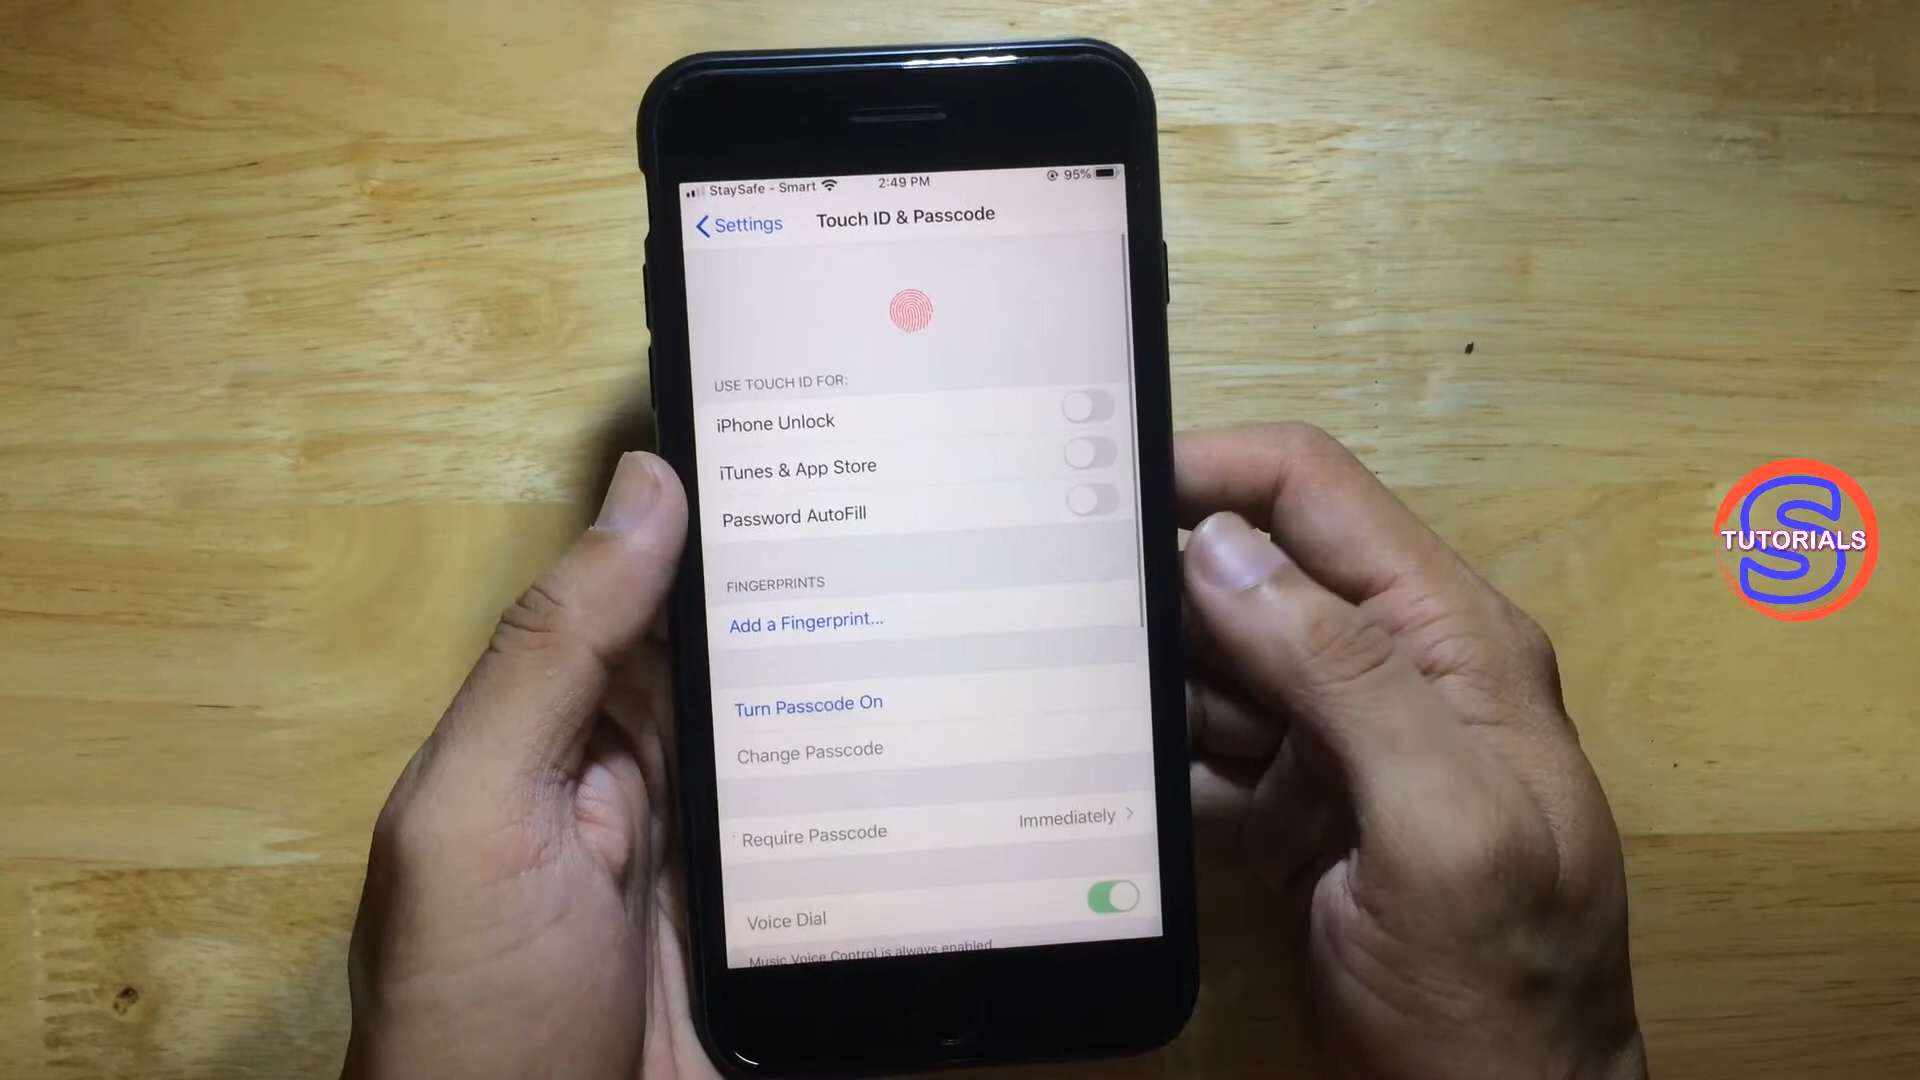 StaySafe - Smart
2:49 PM
95%
Settings
Touch ID & Passcode
USE TOUCH ID FOR:
iPhone Unlock
iTunes & App Store
Password AutoFill
FINGERPRINTS
Add a Fingerprint...
Turn Passcode On
Change Passcode
Require Passcode
Immediately
Voice Dial
Music Voice Control is always enabled
S
TUTORIALS